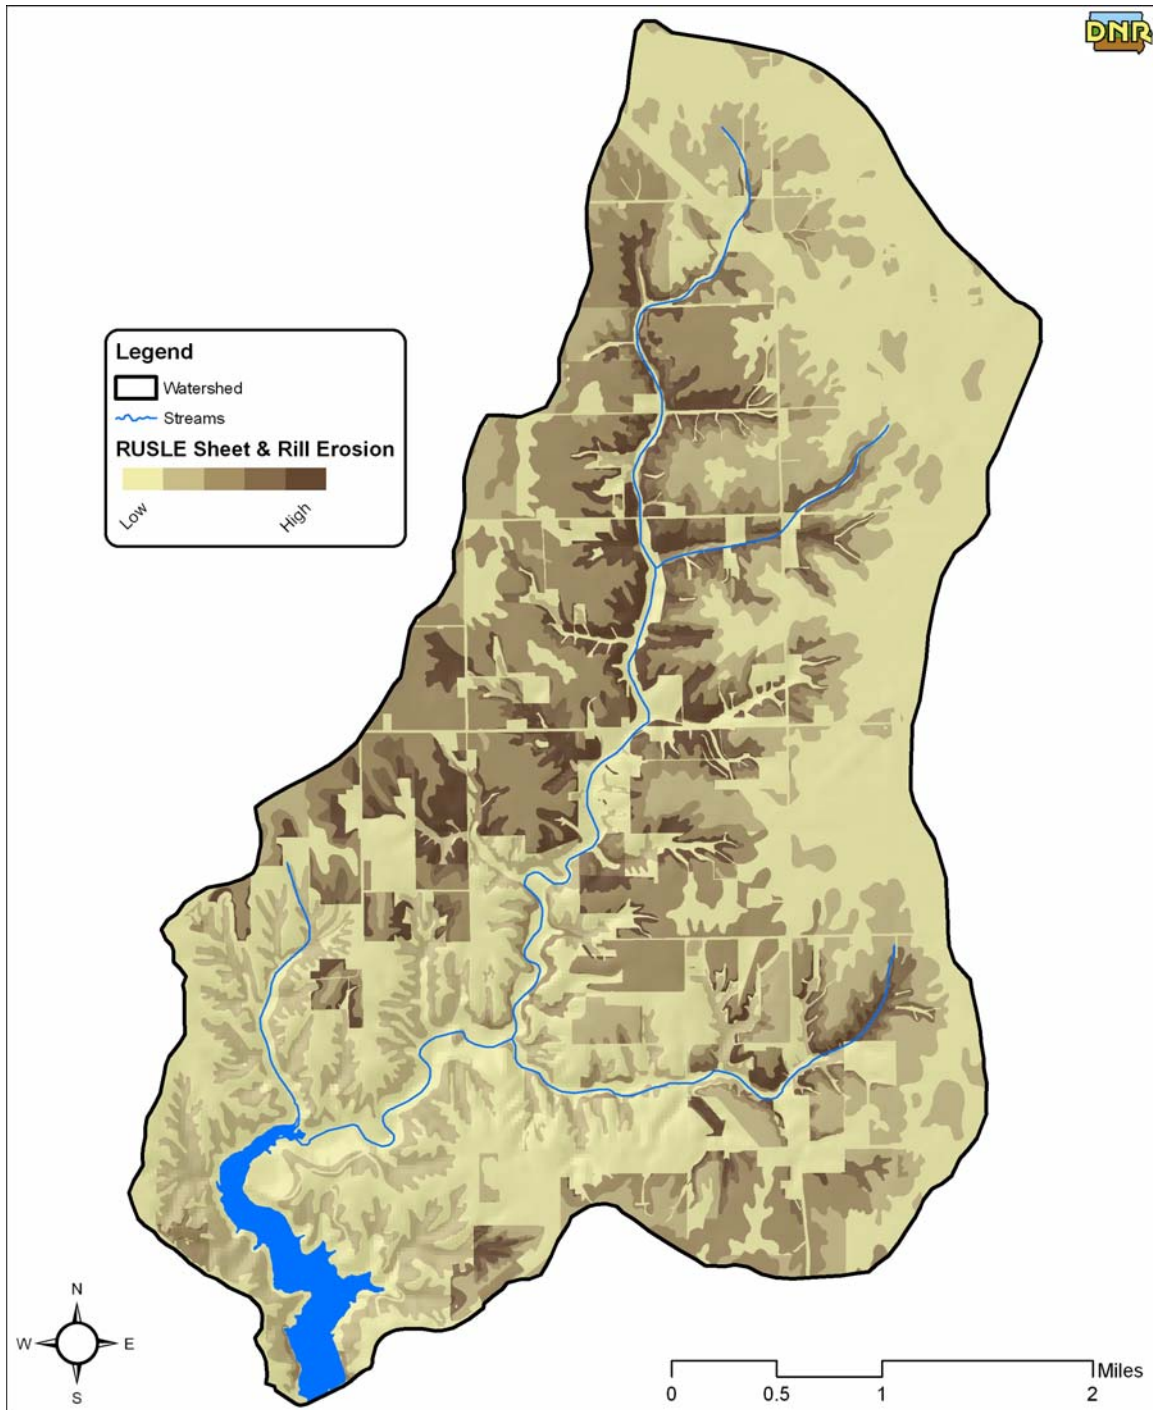 DNR
Legend
Watershed
Streams
RUSLE Sheet & Rill Erosion
Low
High
N
W
E
S
Miles
0
0.5
1
2